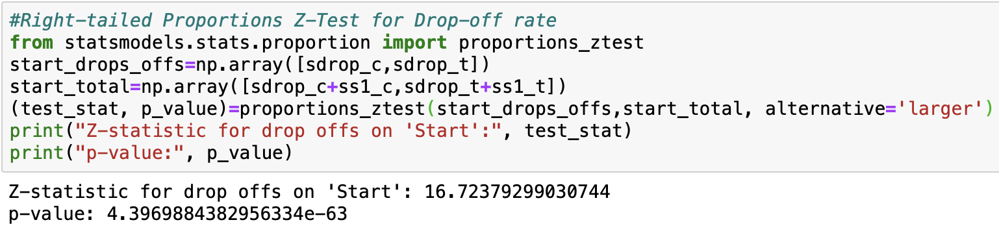 #Right-tailed Proportions Z-Test for Drop-off rate
from statsmodels.stats.proportion import proportions_ztest
start_drops_offs=np.array([sdrop_c,sdrop_t])
start_total=np.array([sdrop_c+ss1_c,sdrop_t+ss1_t])
(test_stat, p_value)=proportions_ztest(start_drops_offs,start_total, alternative='larger')
print("Z-statistic for drop offs on 'Start':", test_stat)
print("p-value:", p_value)
Z-statistic for drop offs on 'Start': 16.72379299030744
p-value: 4.3969884382956334e-63